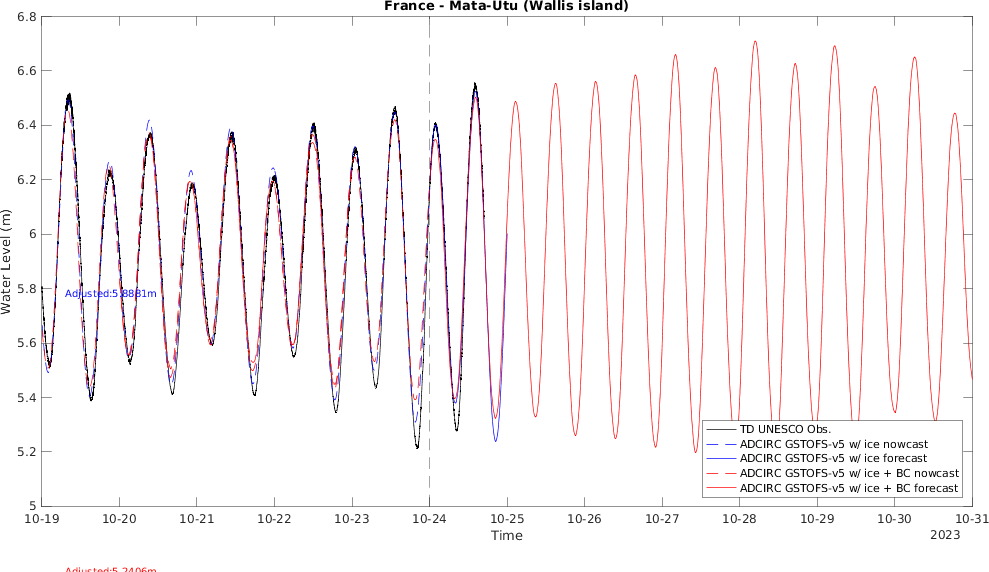 France - Mata-Utu (Wallis island)
6.8
6.6
6.4
6.2
6
5.8
5.6
5.4
5.2
5
Water Level (m)
Adjusted:5.8881m
TD UNESCO Obs.
ADCIRC GSTOFS-v5 w/ ice nowcast
ADCIRC GSTOFS-v5 w/ ice forecast
ADCIRC GSTOFS-v5 w/ ice + BC nowcast
ADCIRC GSTOFS-v5 w/ ice + BC forecast
10-19 10-20 10-21 10-22 10-23 10-24 10-25 10-26 10-27 10-28 10-29 10-30 10-31
Time
2023
Adjusted:5.2406m